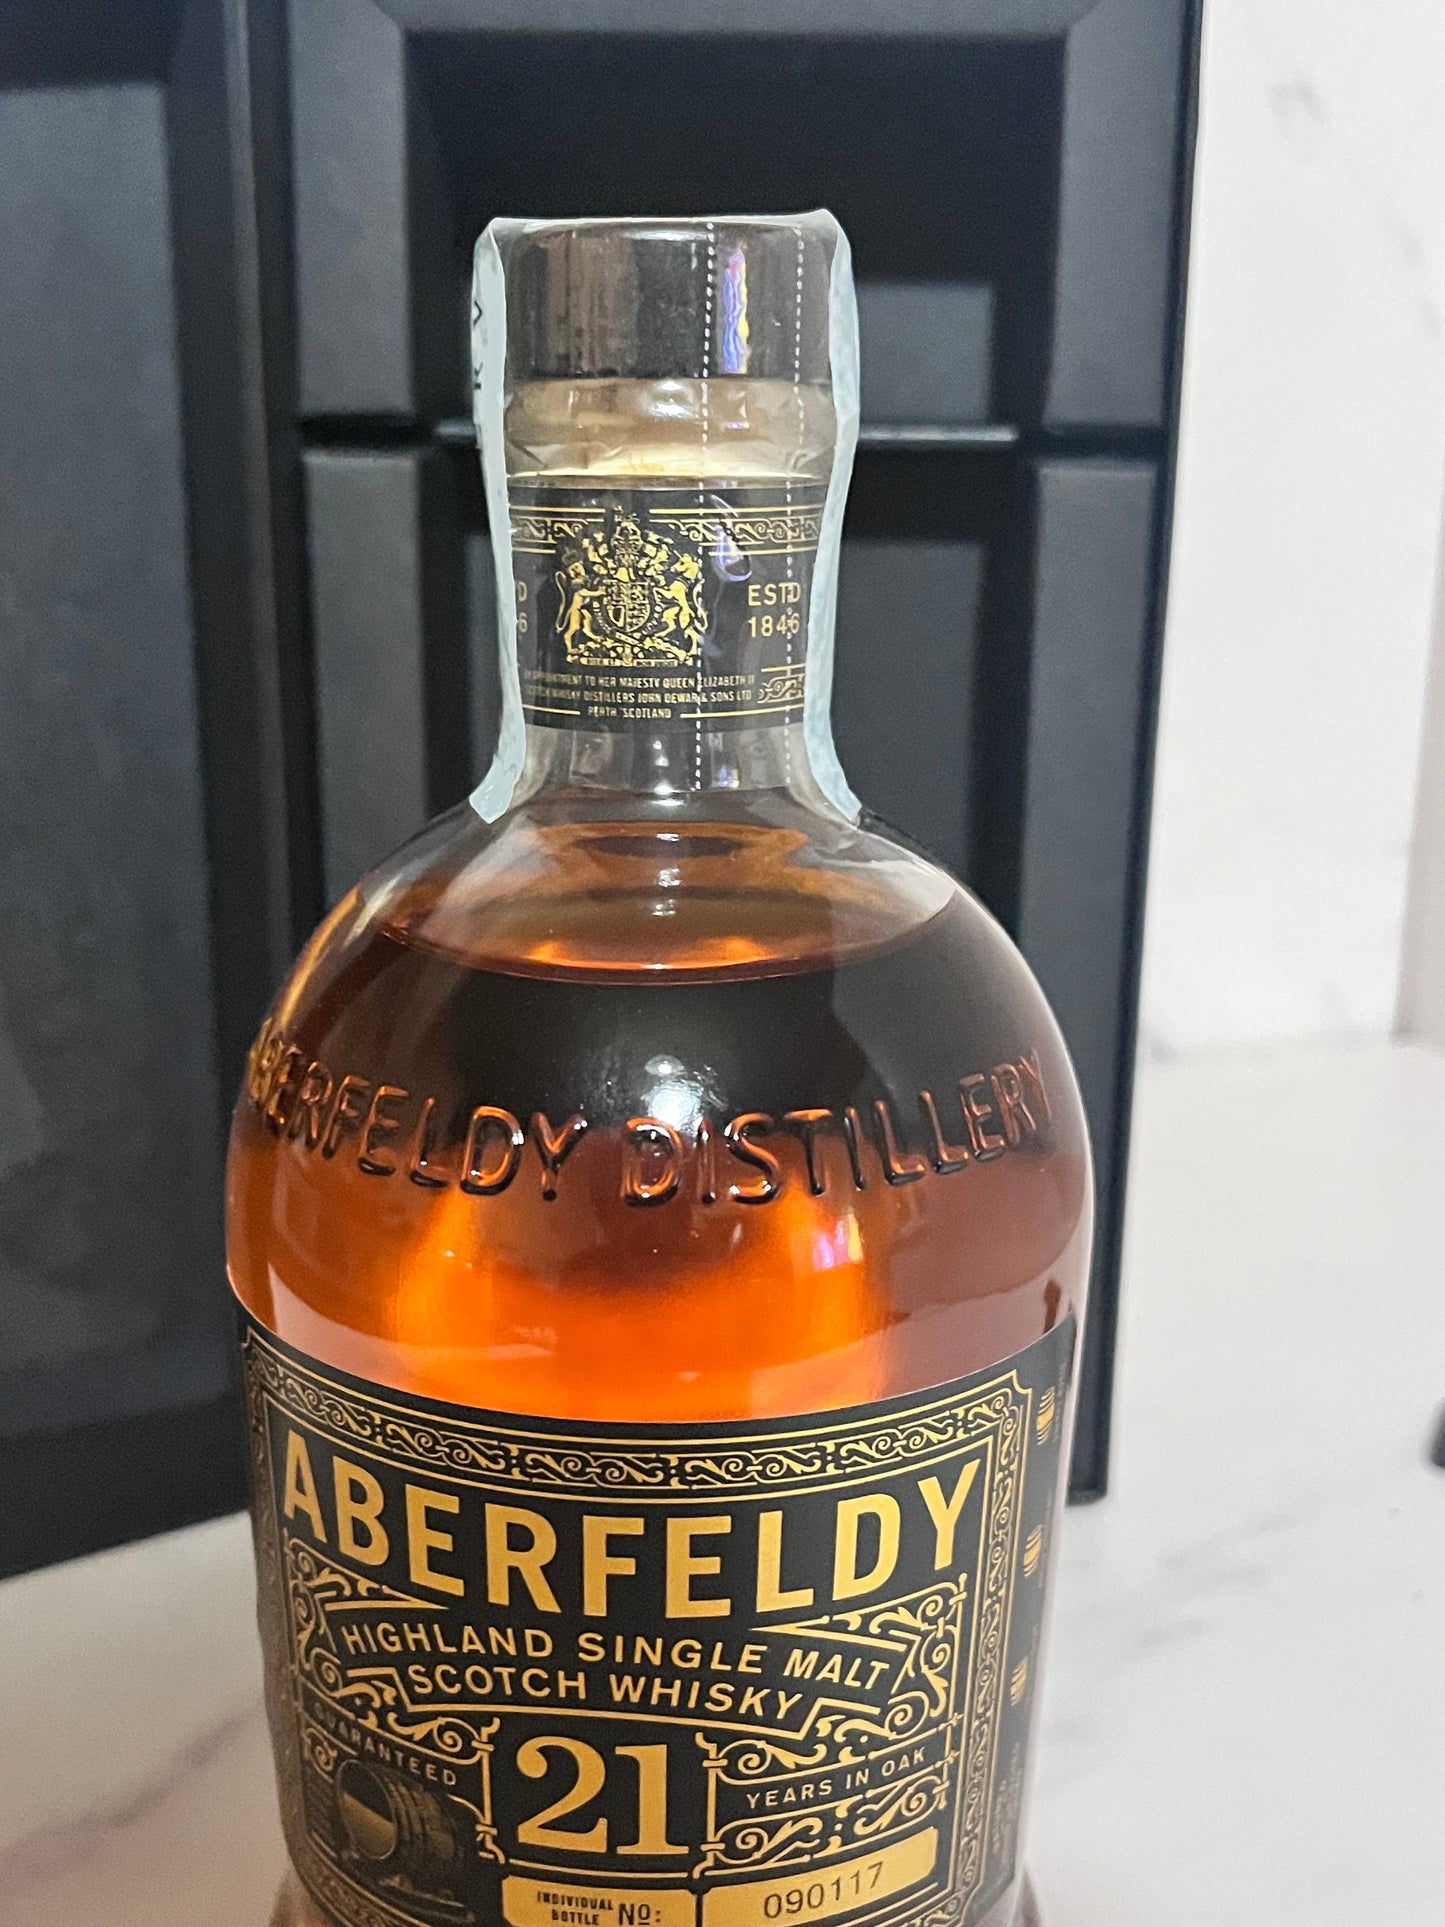 ESTD
1846
APPOINTMENT TO HER MAJESTY QUEEN ELIZABETH II
SCOTCH WHISKY DISTILLERS JOHN DEWAR & SONS LTD
PERTH SCOTLAND
ABERFELDY DISTILLERY
ABERFELDY
HIGHLAND SINGLE MALT
SCOTCH WHISKY
GUARANTEED
21
YEARS IN OAK
INDIVIDUAL
BOTTLE
Nº:
090117